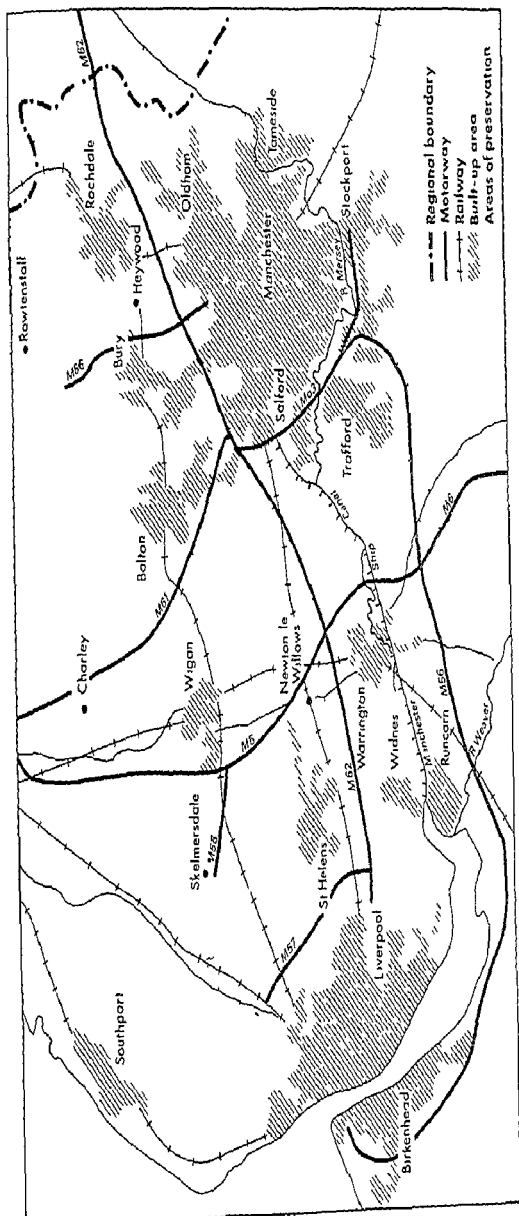 Rawtenstall
M62
Rochdale
Heywood
Oldham
M66
Bury
Tameside
Manchester
Stockport
R Mersey
Salford
M63
Trafford
Bolton
M61
Chorley
Wigan
Canal
Ship
Manchester
M6
Newton le
Willows
M5
Warrington
Widnes
Runcorn
M56
R Weaver
M62
Skelmersdale
M58
St Helens
M57
Liverpool
Southport
Birkenhead
Regional boundary
Motorway
Railway
Built-up area
Areas of preservation